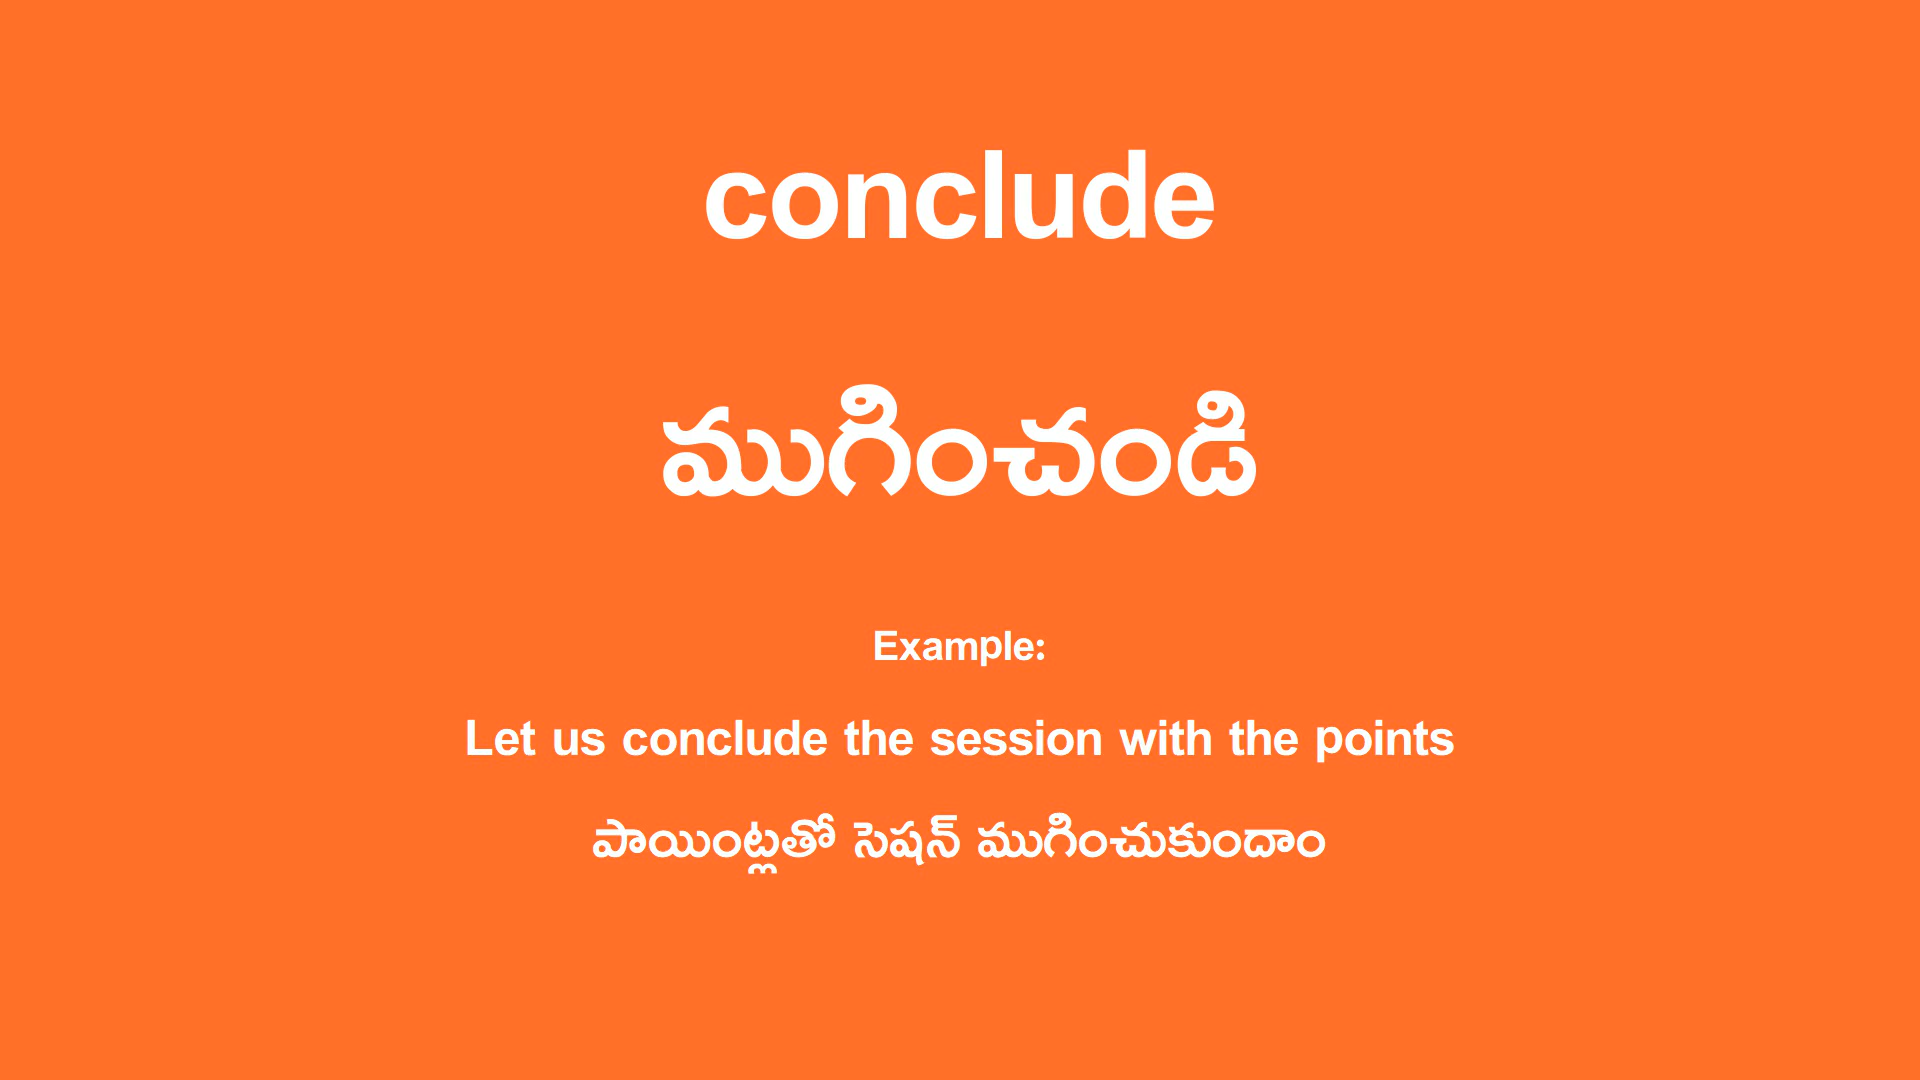 conclude
ముగించండి
Example:
Let us conclude the session with the points
పాయింట్లతో సెషన్ ముగించుకుందాం